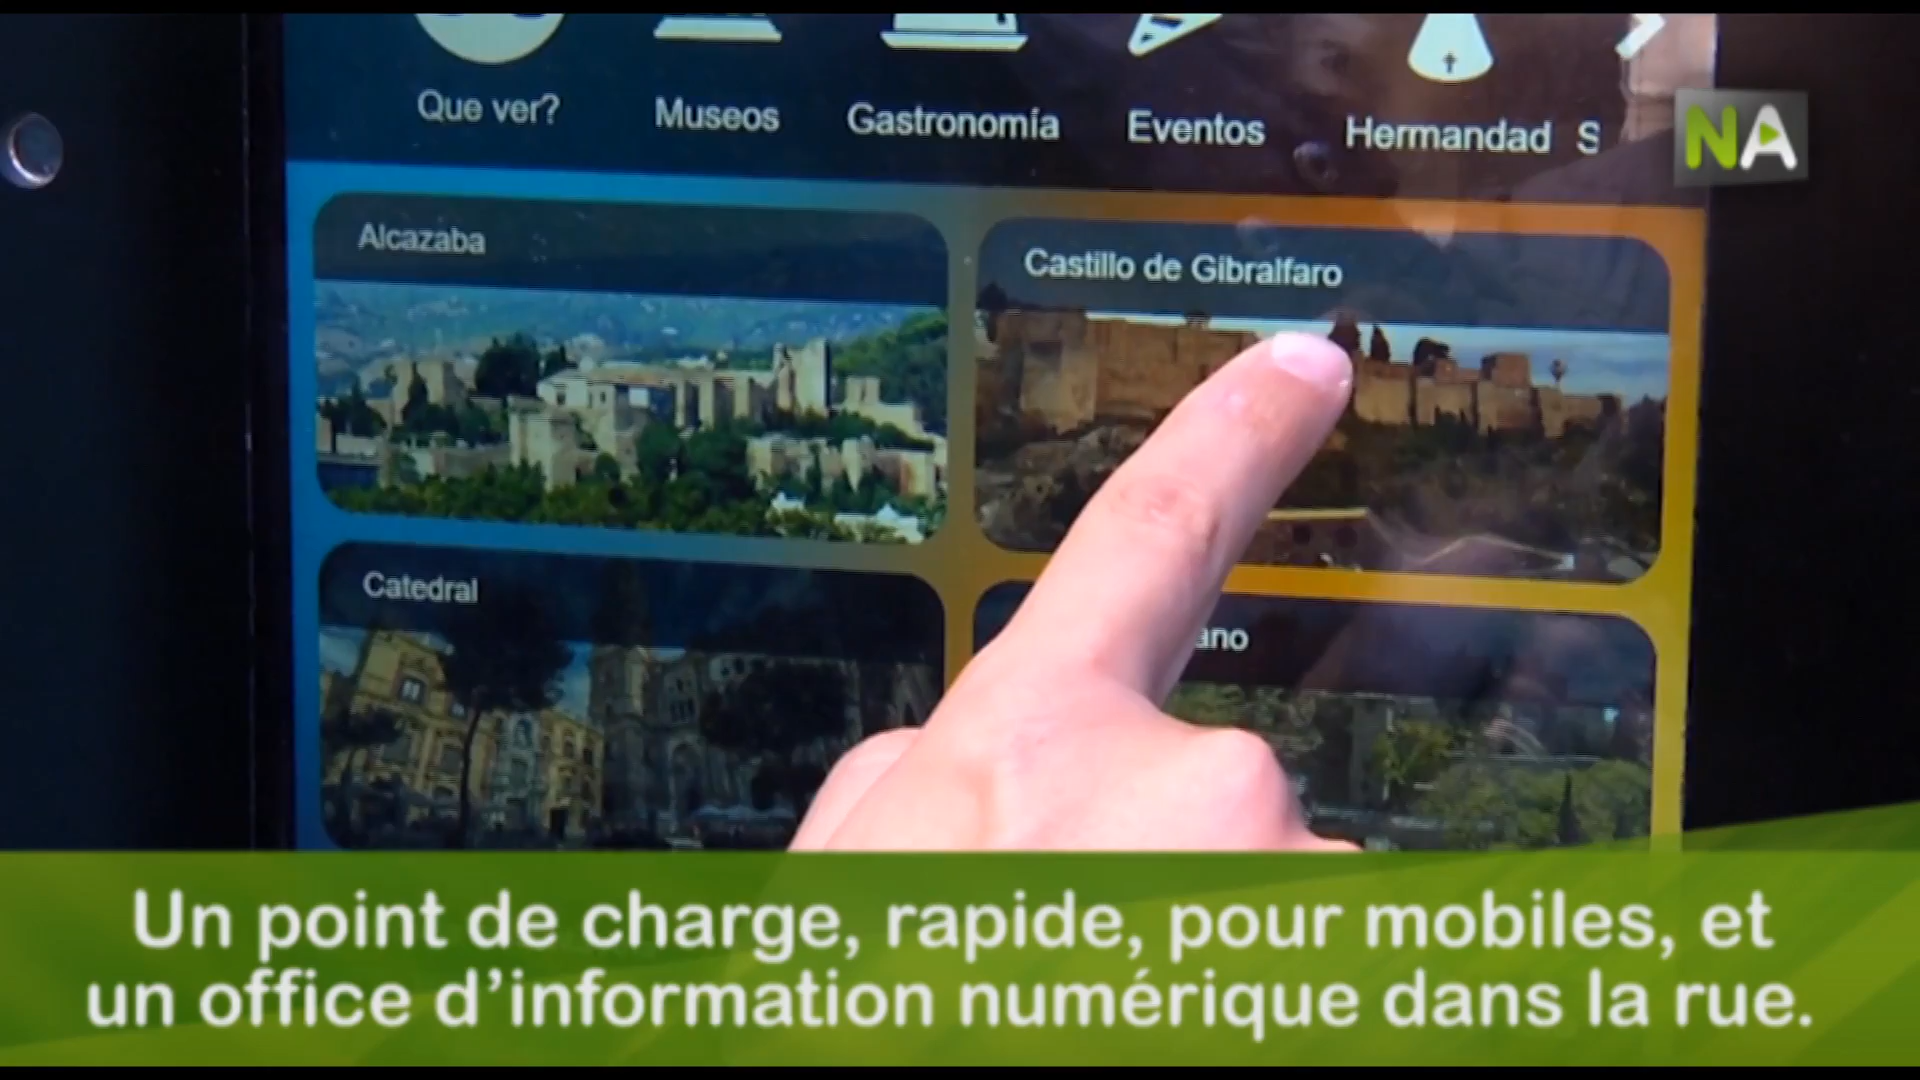 Que ver?
Museos
Gastronomía
Eventos
Hermandad
S
NA
Alcazaba
Castillo de Gibralfaro
Catedral
ano
Un point de charge, rapide, pour mobiles, et
un office d’information numérique dans la rue.